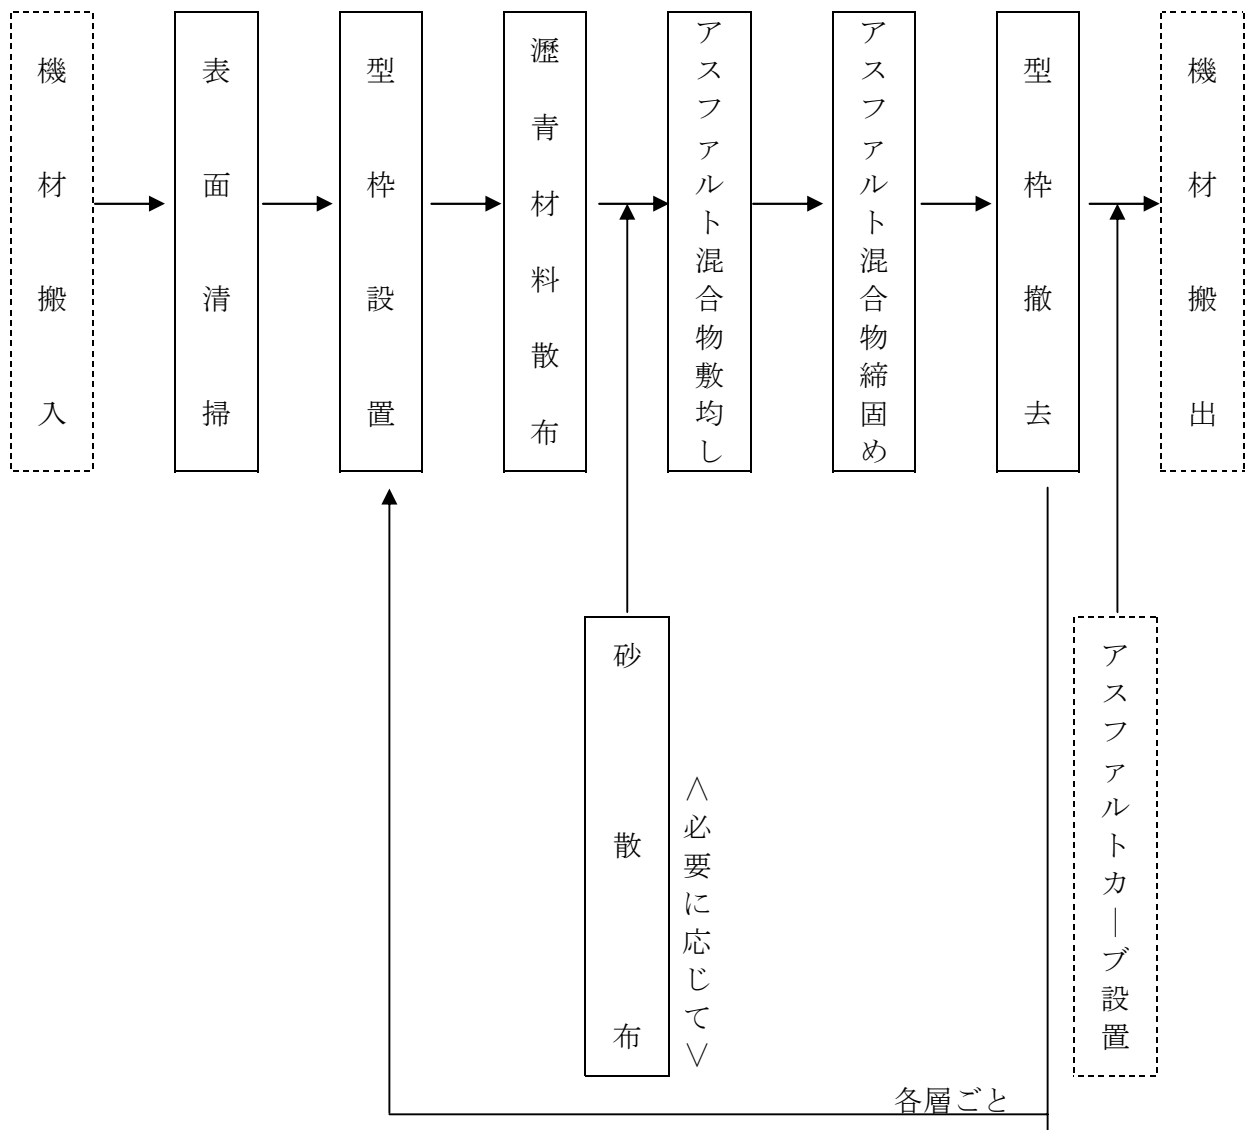 機材搬入
表面清掃
型枠設置
瀝青材料散布
アスファルト混合物敷均し
アスファルト混合物締固め
型枠撤去
機材搬出
砂散布
<必要に応じて>
アスファルトカーブ設置
各層ごと